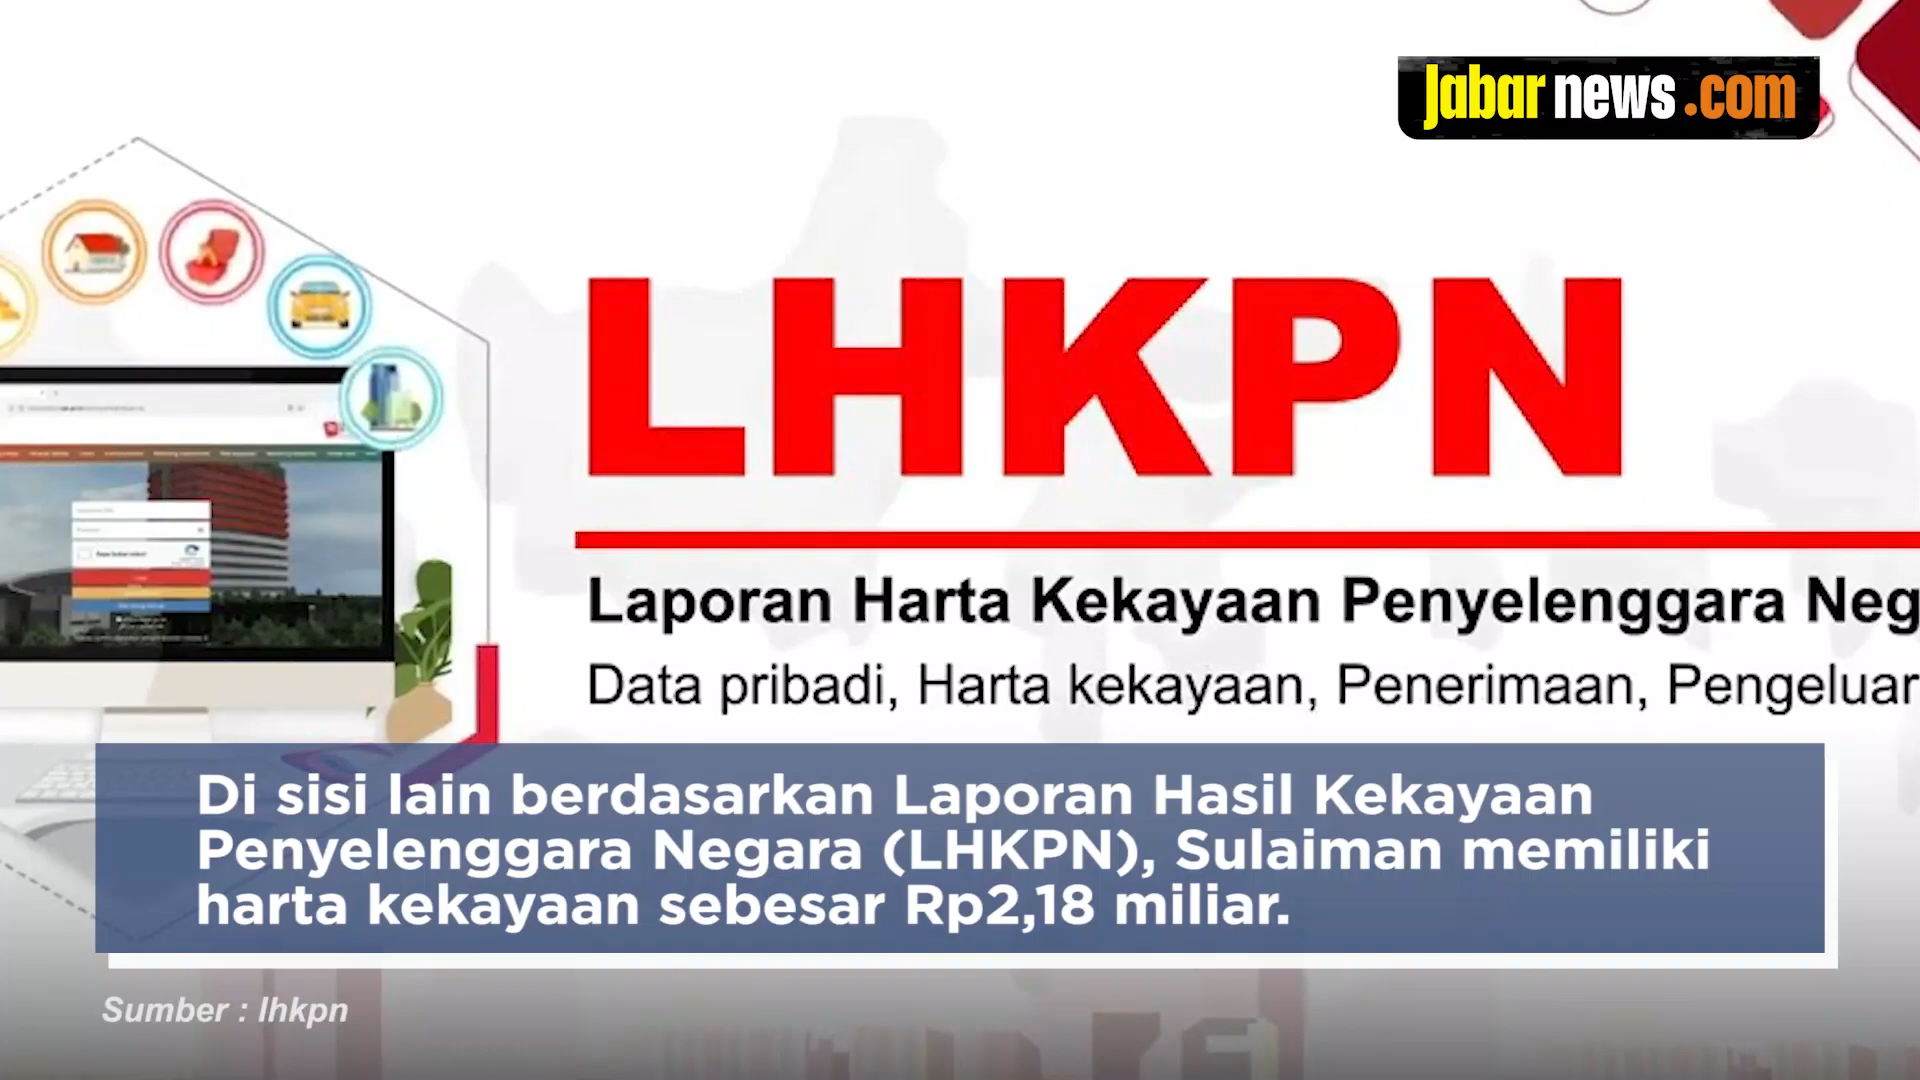 Jabar news .com
LHKPN
Laporan Harta Kekayaan Penyelenggara Neg
Data pribadi, Harta kekayaan, Penerimaan, Pengeluar
Di sisi lain berdasarkan Laporan Hasil Kekayaan
Penyelenggara Negara (LHKPN), Sulaiman memiliki
harta kekayaan sebesar Rp2,18 miliar.
Sumber : lhkpn